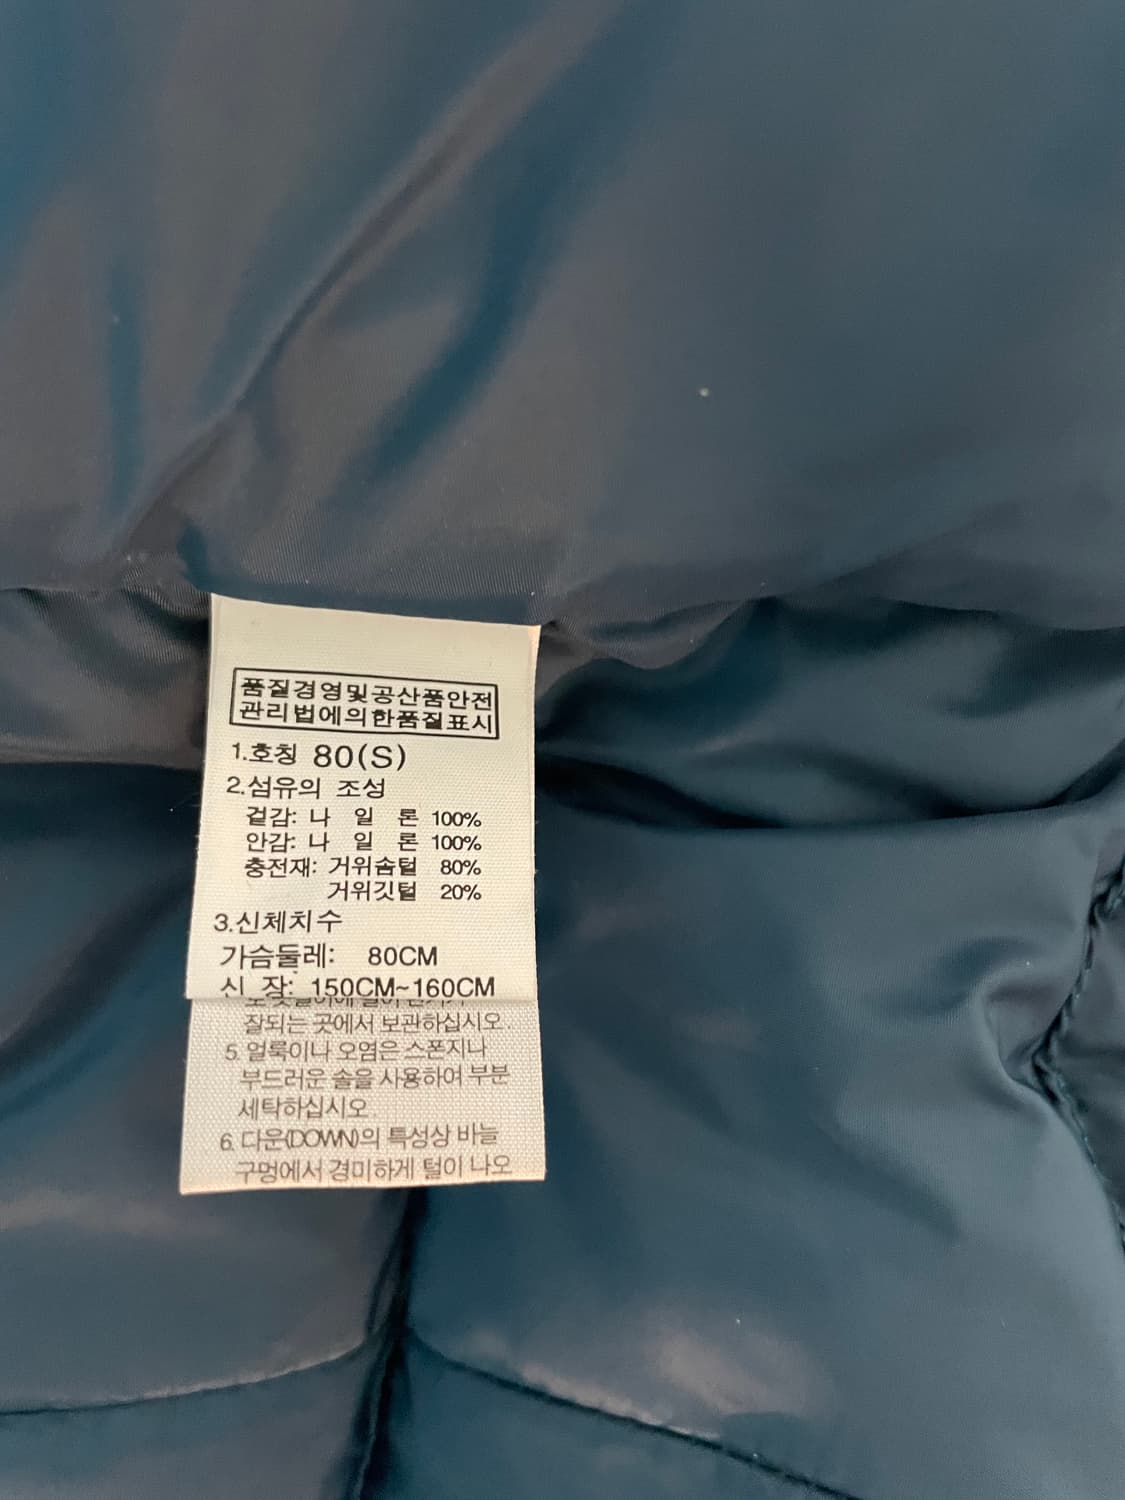 품질경영및공산품안전
관리법에의한품질표시
1.호칭 80(S)
2.섬유의 조성
겉감: 나 일 론 100%
안감: 나 일 론 100%
충전재: 거위솜털 80%
거위깃털 20%
3.신체치수
가슴둘레: 80CM
신 장: 150CM~160CM
잘되는 곳에서 보관하십시오.
5. 얼룩이나 오염은 스폰지나
부드러운 솔을 사용하여 부분
세탁하십시오.
6. 다운(DOWN)의 특성상 바늘
구멍에서 경미하게 털이 나오